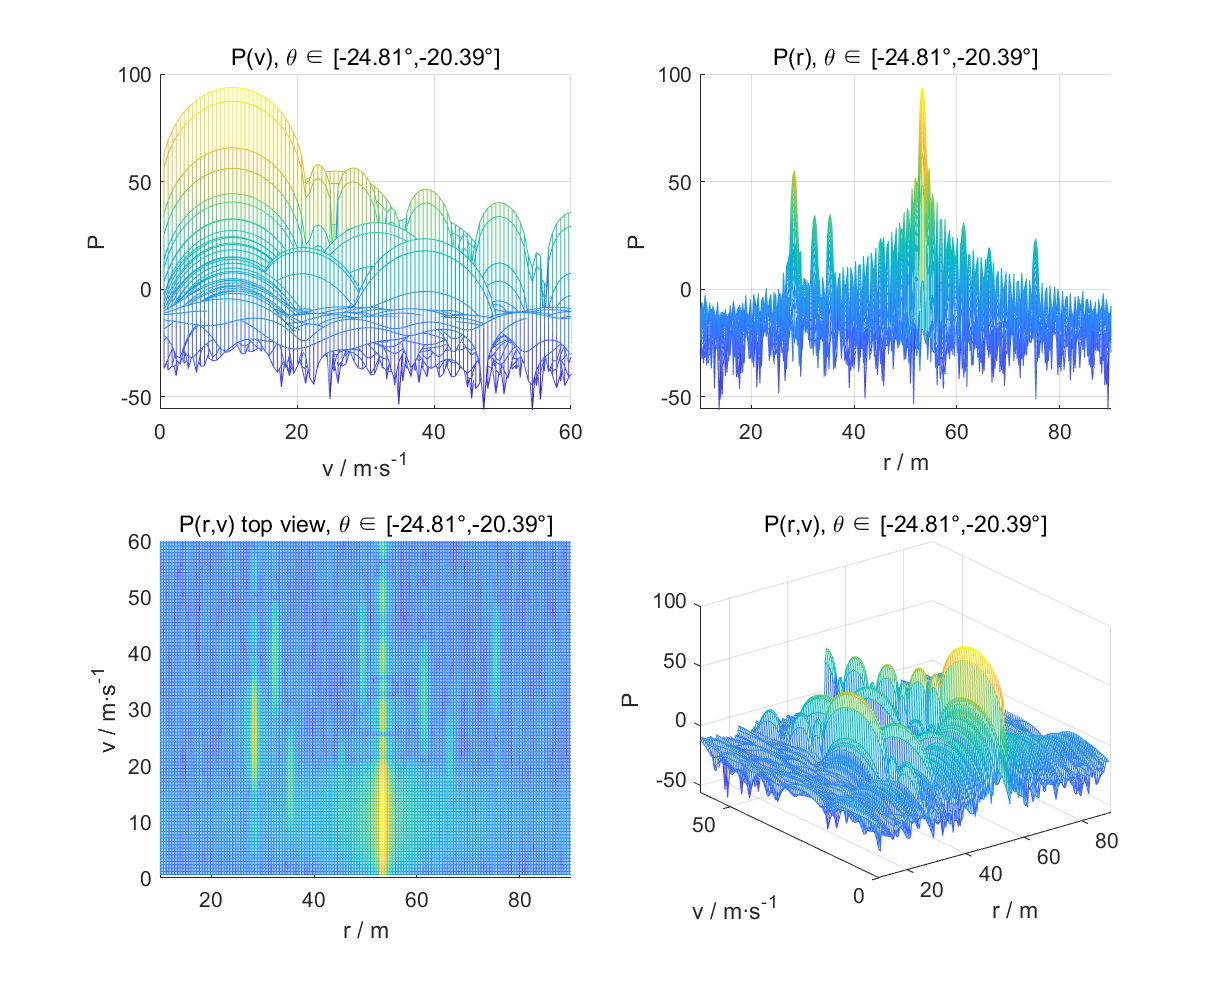 P(v), θ ∈ [-24.81°,-20.39°]
100
50
0
-50
P
0 20 40 60
v / m·s⁻¹
P(r), θ ∈ [-24.81°,-20.39°]
100
50
0
-50
P
20 40 60 80
r / m
P(r,v) top view, θ ∈ [-24.81°,-20.39°]
60
50
40
30
20
10
0
v / m·s⁻¹
20 40 60 80
r / m
P(r,v), θ ∈ [-24.81°,-20.39°]
100
50
0
-50
P
50
0
v / m·s⁻¹
20 40 60 80
r / m